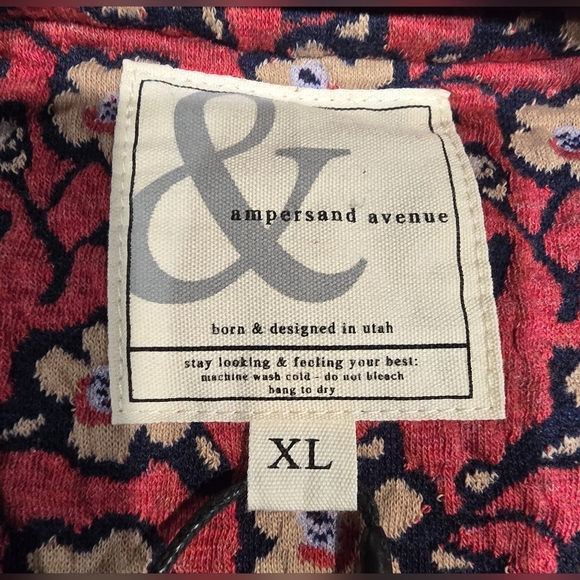 &
ampersand avenue
born & designed in utah
stay looking & feeling your best:
machine wash cold - do not bleach
hang to dry
XL